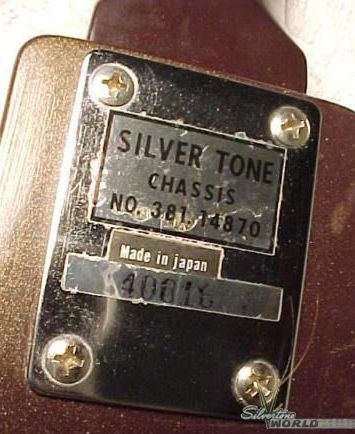 SILVER TONE
CHASSIS
NO. 381.14870
Made in japan
Silvertone
WORLD